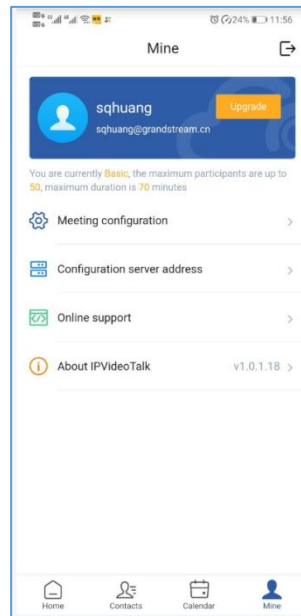 24% 11:56
Mine
sqhuang
Upgrade
sqhuang@grandstream.cn
You are currently Basic, the maximum participants are up to
50, maximum duration is 70 minutes
Meeting configuration
Configuration server address
Online support
About IPVideoTalk v1.0.1.18
Home Contacts Calendar Mine